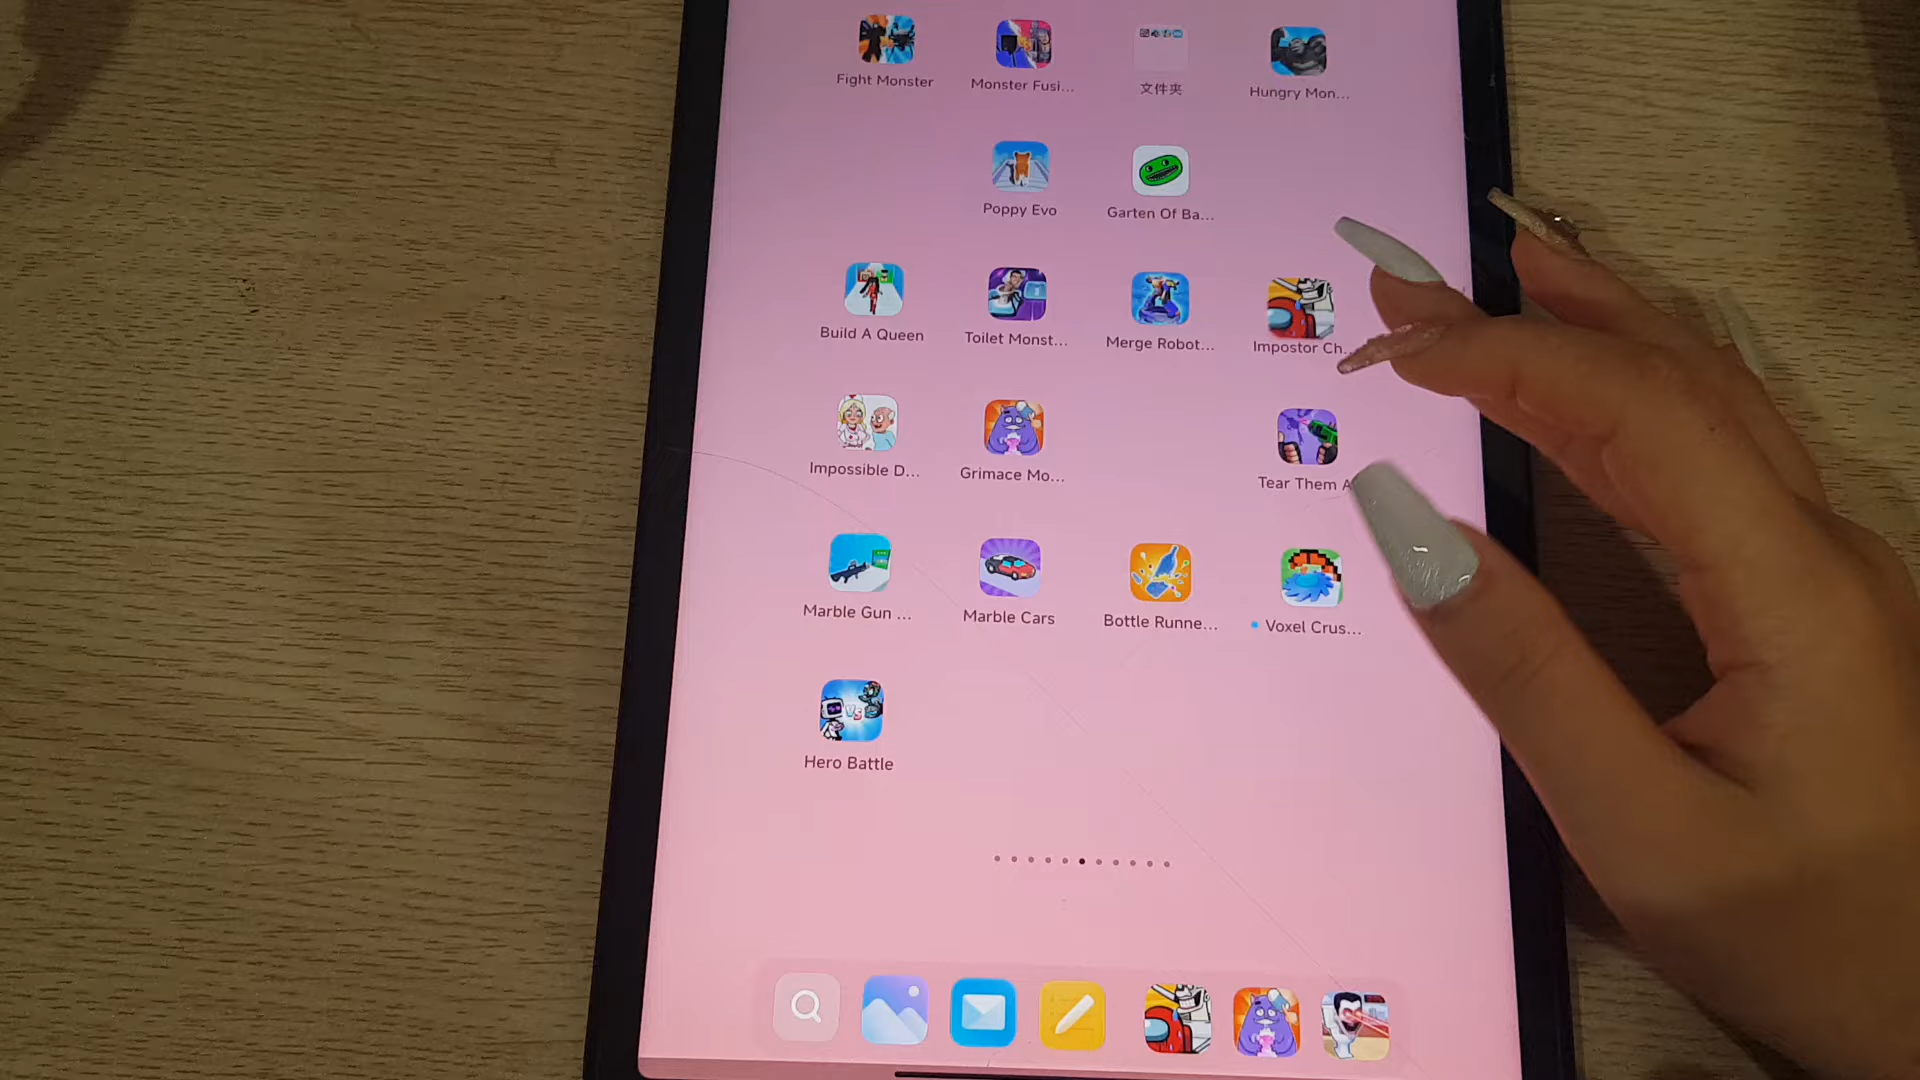 Fight Monster
Monster Fusi...
文件夹
Hungry Mon...
Poppy Evo
Garten Of Ba...
Build A Queen
Toilet Monst...
Merge Robot...
Impostor Ch...
Impossible D...
Grimace Mo...
Tear Them A
Marble Gun ...
Marble Cars
Bottle Runne...
Voxel Crus...
VS
Hero Battle